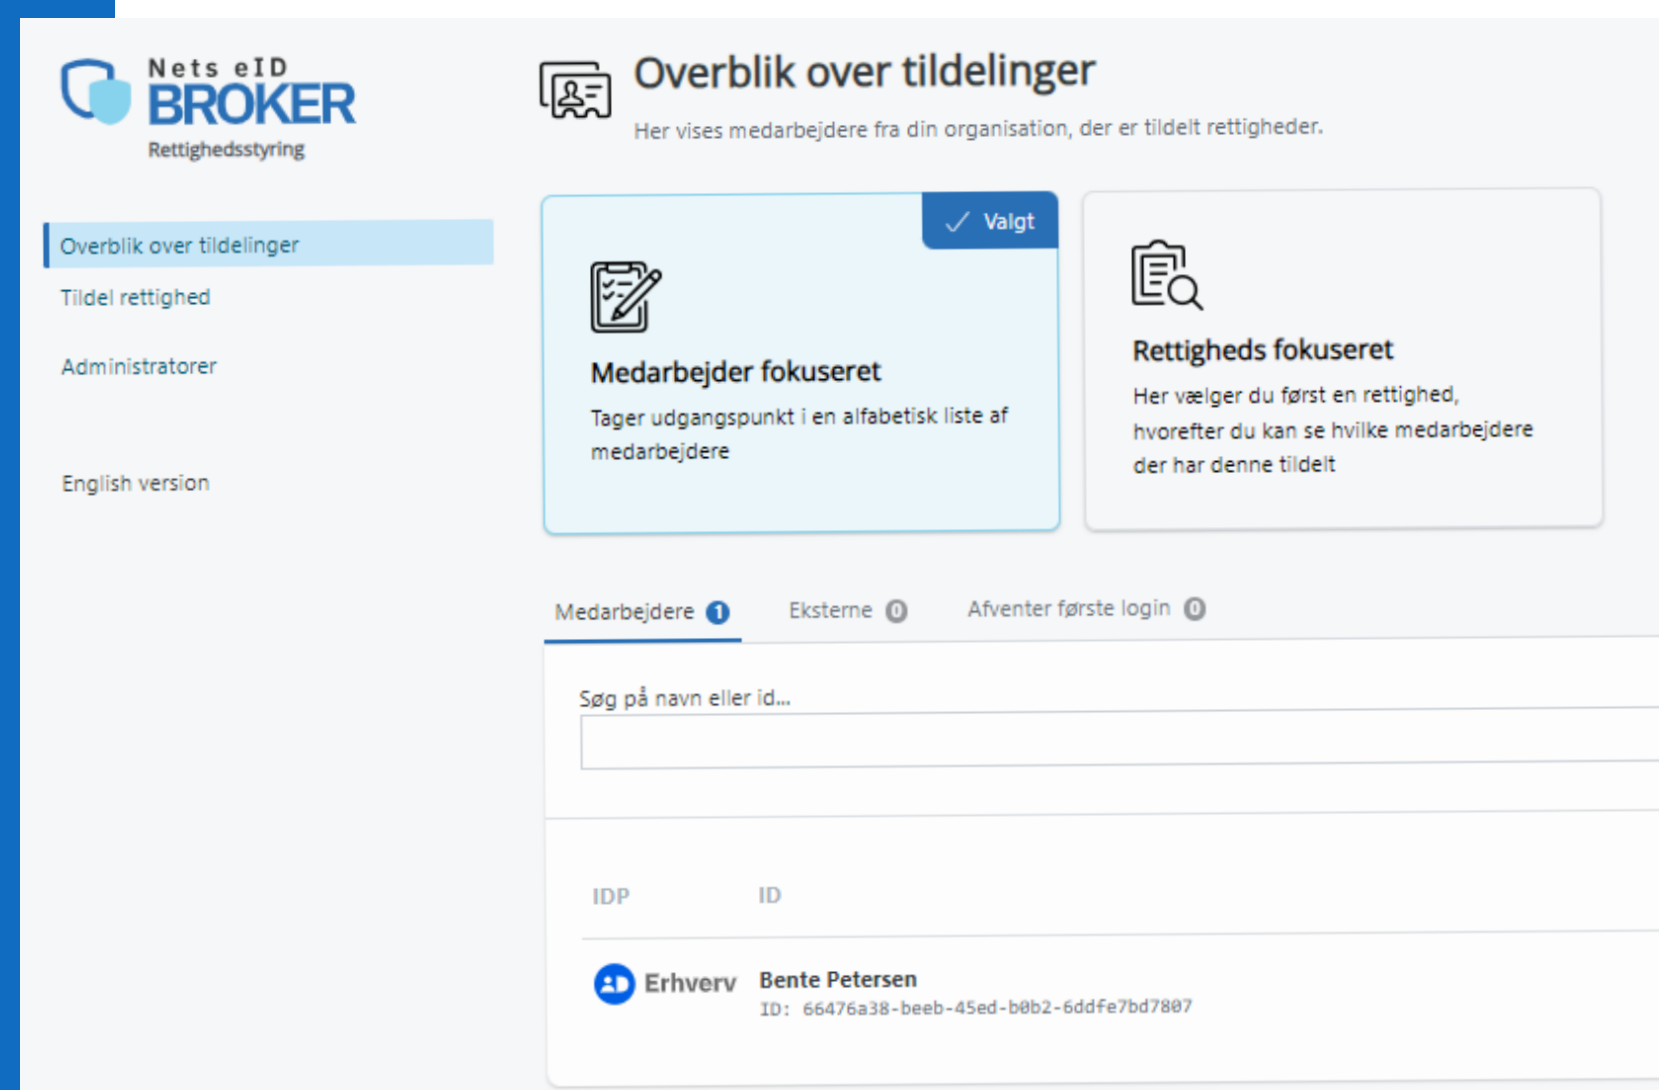 Nets eID
BROKER
Rettighedsstyring
Overblik over tildelinger
Tildel rettighed
Administratorer
English version
Overblik over tildelinger
Her vises medarbejdere fra din organisation, der er tildelt rettigheder.
Valgt
Medarbejder fokuseret
Tager udgangspunkt i en alfabetisk liste af
medarbejdere
Rettigheds fokuseret
Her vælger du først en rettighed,
hvorefter du kan se hvilke medarbejdere
der har denne tildelt
Medarbejdere 1
Eksterne 0
Afventer første login 0
Søg på navn eller id...
IDP ID
Erhverv Bente Petersen
ID: 66476a38-beeb-45ed-b0b2-6ddfe7bd7807